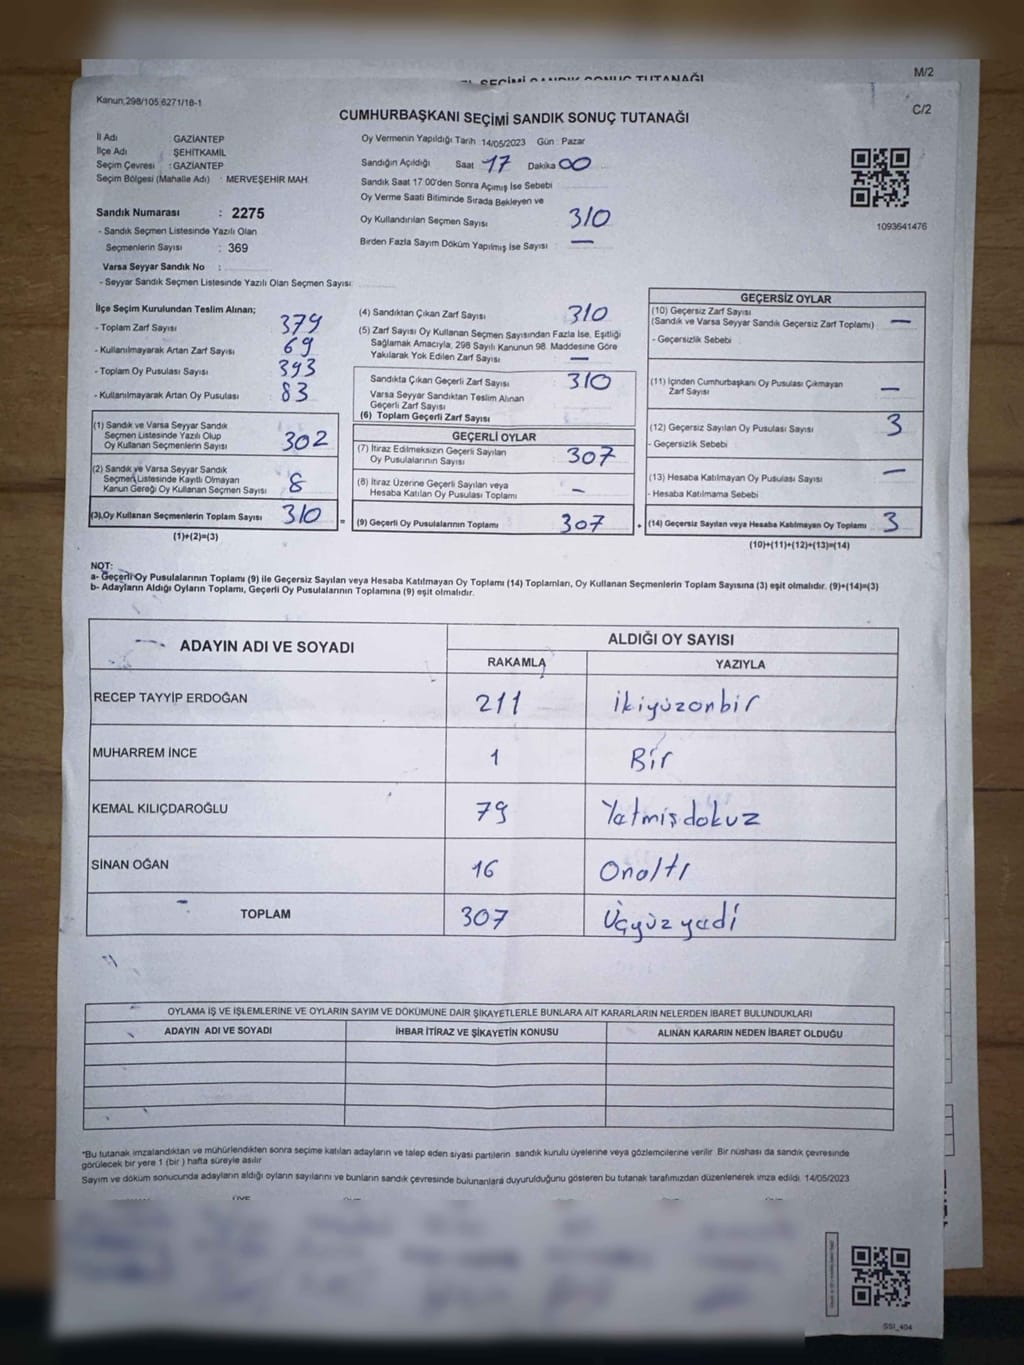 M/2
Kanun:298/105 6271/18-1
C/2
CUMHURBAŞKANI SEÇİMİ SANDIK SONUÇ TUTANAĞI
İl Adı GAZİANTEP
İlçe Adı : ŞEHİTKAMİL
Seçim Çevresi : GAZİANTEP
Seçim Bölgesi (Mahalle Adı) : MERVEŞEHİR MAH.
Sandık Numarası : 2275
- Sandık Seçmen Listesinde Yazılı Olan
Seçmenlerin Sayısı : 369
Varsa Seyyar Sandık No :
- Seyyar Sandık Seçmen Listesinde Yazılı Olan Seçmen Sayısı:
Oy Vermenin Yapıldığı Tarih 14/05/2023 Gün : Pazar
Sandığın Açıldığı Saat 17 Dakika 00
Sandık Saat 17:00'den Sonra Açmış İse Sebebi
Oy Verme Saati Bitiminde Sırada Bekleyen ve
Oy Kullandırılan Seçmen Sayısı 310
Birden Fazla Sayım Döküm Yapılmış İse Sayısı : —
1093641476
İlçe Seçim Kurulundan Teslim Alınan;
- Toplam Zarf Sayısı 379
- Kullanılmayarak Artan Zarf Sayısı 69
- Toplam Oy Pusulası Sayısı 393
- Kullanılmayarak Artan Oy Pusulası 83
(1) Sandık ve Varsa Seyyar Sandık
Seçmen Listesinde Yazılı Olup
Oy Kullanan Seçmenlerin Sayısı 302
(2) Sandık ve Varsa Seyyar Sandık
Seçmen Listesinde Kayıtlı Olmayan
Kanun Gereği Oy Kullanan Seçmen Sayısı 8
(3) Oy Kullanan Seçmenlerin Toplam Sayısı 310
(1)+(2)=(3)
(4) Sandıktan Çıkan Zarf Sayısı 310
(5) Zarf Sayısı Oy Kullanan Seçmen Sayısından Fazla İse, Eşitliği
Sağlamak Amacıyla, 298 Sayılı Kanunun 98. Maddesine Göre
Yakılarak Yok Edilen Zarf Sayısı —
Sandıkta Çıkan Geçerli Zarf Sayısı 310
Varsa Seyyar Sandıktan Teslim Alınan
Geçerli Zarf Sayısı
(6) Toplam Geçerli Zarf Sayısı
GEÇERLİ OYLAR
(7) İtiraz Edilmeksizin Geçerli Sayılan
Oy Pusulalarının Sayısı 307
(8) İtiraz Üzerine Geçerli Sayılan veya
Hesaba Katılan Oy Pusulası Toplamı –
= (9) Geçerli Oy Pusulalarının Toplamı 307 +
GEÇERSİZ OYLAR
(10) Geçersiz Zarf Sayısı
(Sandık ve Varsa Seyyar Sandık Geçersiz Zarf Toplamı) —
- Geçersizlik Sebebi
(11) İçinden Cumhurbaşkanı Oy Pusulası Çıkmayan
Zarf Sayısı —
(12) Geçersiz Sayılan Oy Pusulası Sayısı 3
- Geçersizlik Sebebi
(13) Hesaba Katılmayan Oy Pusulası Sayısı —
- Hesaba Katılmama Sebebi
(14) Geçersiz Sayılan veya Hesaba Katılmayan Oy Toplamı 3
(10)+(11)+(12)+(13)=(14)
NOT:
a- Geçerli Oy Pusulalarının Toplamı (9) ile Geçersiz Sayılan veya Hesaba Katılmayan Oy Toplamı (14) Toplamları, Oy Kullanan Seçmenlerin Toplam Sayısına (3) eşit olmalıdır. (9)+(14)=(3)
b- Adayların Aldığı Oyların Toplamı, Geçerli Oy Pusulalarının Toplamına (9) eşit olmalıdır.
ADAYIN ADI VE SOYADI ALDIĞI OY SAYISI
RAKAMLA YAZIYLA
RECEP TAYYİP ERDOĞAN 211 ikiyüzonbir
MUHARREM İNCE 1 Bir
KEMAL KILIÇDAROĞLU 79 Yetmişdokuz
SİNAN OĞAN 16 Onaltı
TOPLAM 307 Üçyüzyedi
OYLAMA İŞ VE İŞLEMLERİNE VE OYLARIN SAYIM VE DÖKÜMÜNE DAİR ŞİKAYETLERLE BUNLARA AİT KARARLARIN NELERDEN İBARET BULUNDUKLARI
ADAYIN ADI VE SOYADI İHBAR İTİRAZ VE ŞİKAYETİN KONUSU ALINAN KARARIN NEDEN İBARET OLDUĞU
*Bu tutanak imzalandıktan ve mühürlendikten sonra seçime katılan adayların ve talep eden siyasi partilerin sandık kurulu üyelerine veya gözlemcilerine verilir. Bir nüshası da sandık çevresinde
görülecek bir yere 1 (bir) hafta süreyle asılır
Sayım ve döküm sonucunda adayların aldığı oyların sayılarını ve bunların sandık çevresinde bulunanlara duyurulduğunu gösteren bu tutanak tarafımızdan düzenlenerek imza edildi. 14/05/2023
SSI_404